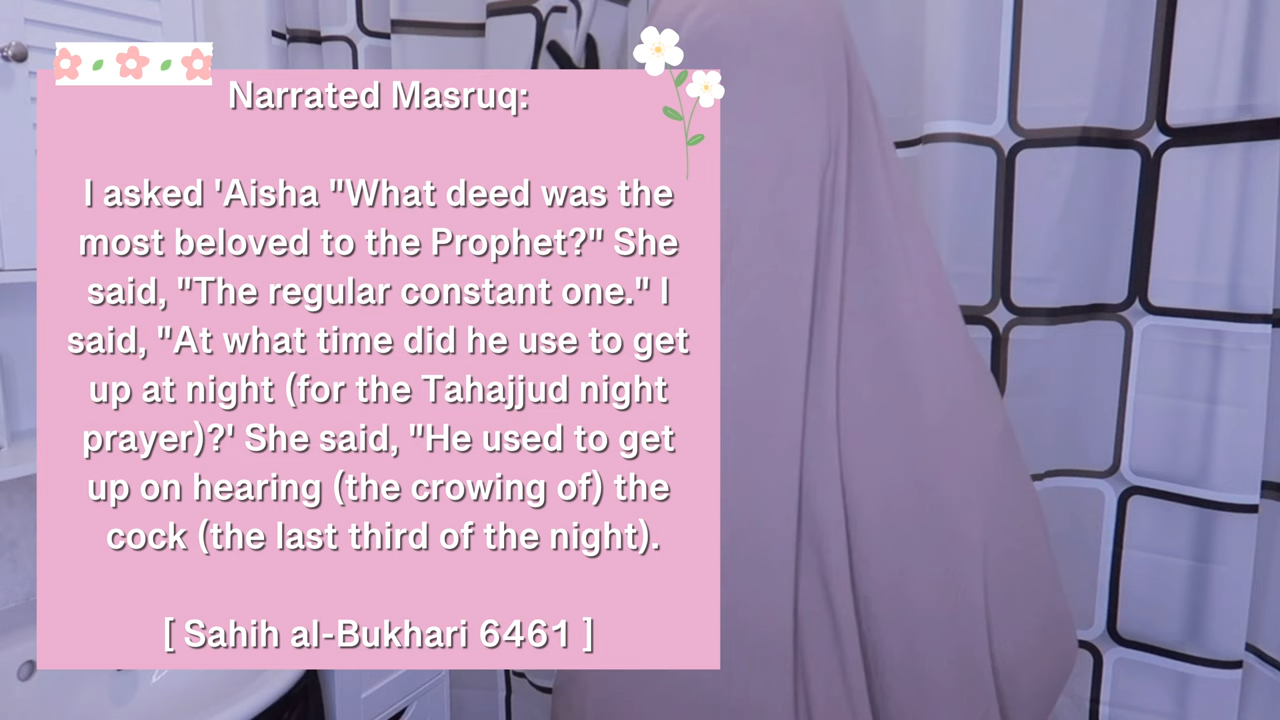 Narrated Masruq:
I asked 'Aisha "What deed was the
most beloved to the Prophet?" She
said, "The regular constant one." I
said, "At what time did he use to get
up at night (for the Tahajjud night
prayer)?' She said, "He used to get
up on hearing (the crowing of) the
cock (the last third of the night).
[ Sahih al-Bukhari 6461 ]